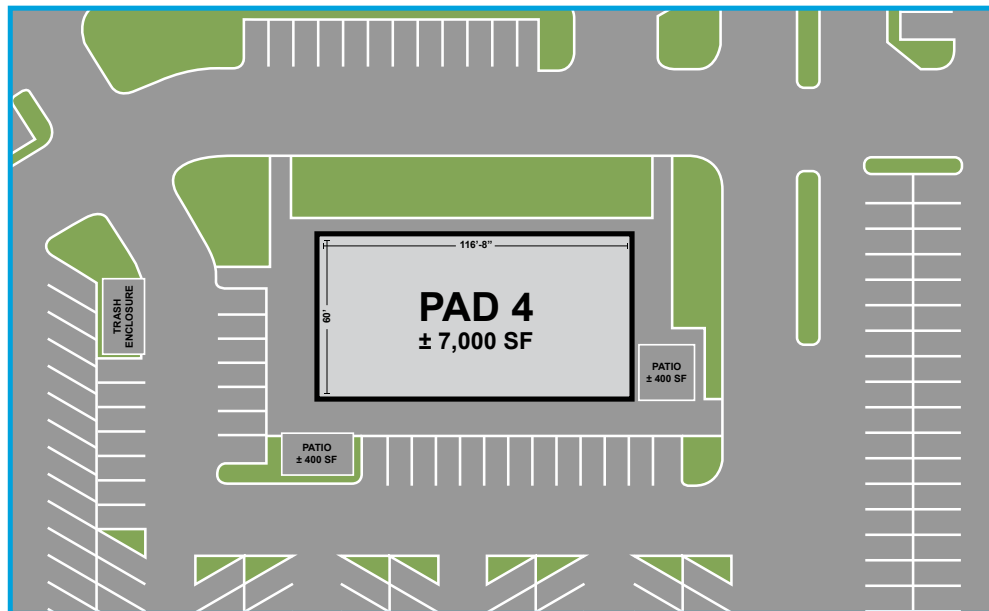 116’-8”
60’
PAD 4
± 7,000 SF
TRASH
ENCLOSURE
PATIO
± 400 SF
PATIO
± 400 SF